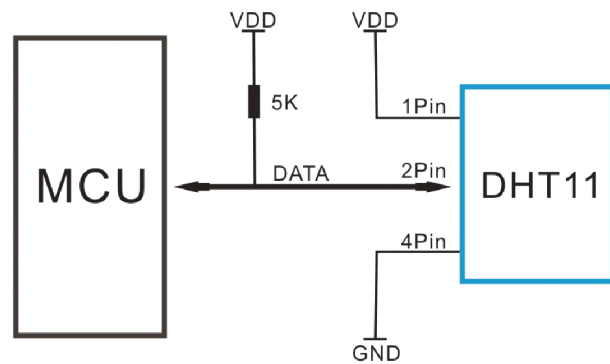 VDD
VDD
5K
1Pin
MCU
DATA
2Pin
DHT11
4Pin
GND